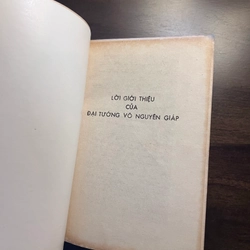 LỜI GIỚI THIỆU
CỦA
ĐẠI TƯỚNG VÕ NGUYÊN GIÁP